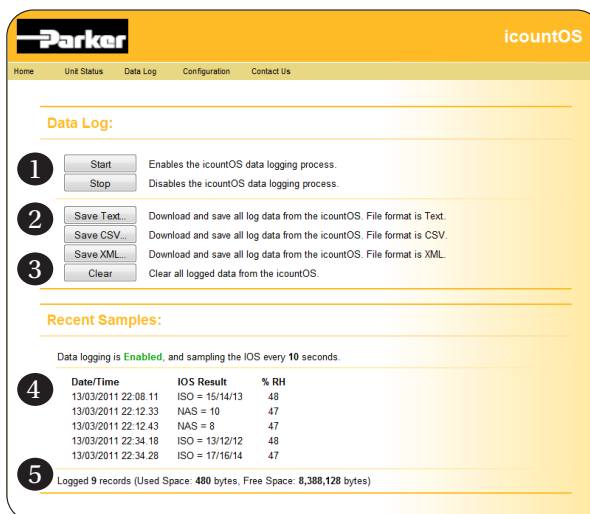 Parker
icountOS
Home Unit Status Data Log Configuration Contact Us
Data Log:
1
Start Enables the icountOS data logging process.
Stop Disables the icountOS data logging process.
2
Save Text... Download and save all log data from the icountOS. File format is Text.
Save CSV... Download and save all log data from the icountOS. File format is CSV.
Save XML... Download and save all log data from the icountOS. File format is XML.
3
Clear Clear all logged data from the icountOS.
Recent Samples:
Data logging is Enabled, and sampling the IOS every 10 seconds.
4
Date/Time IOS Result % RH
13/03/2011 22:08.11 ISO = 15/14/13 48
13/03/2011 22:12.33 NAS = 10 47
13/03/2011 22:12.43 NAS = 8 47
13/03/2011 22:34.18 ISO = 13/12/12 48
13/03/2011 22:34.28 ISO = 17/16/14 47
5
Logged 9 records (Used Space: 480 bytes, Free Space: 8,388,128 bytes)